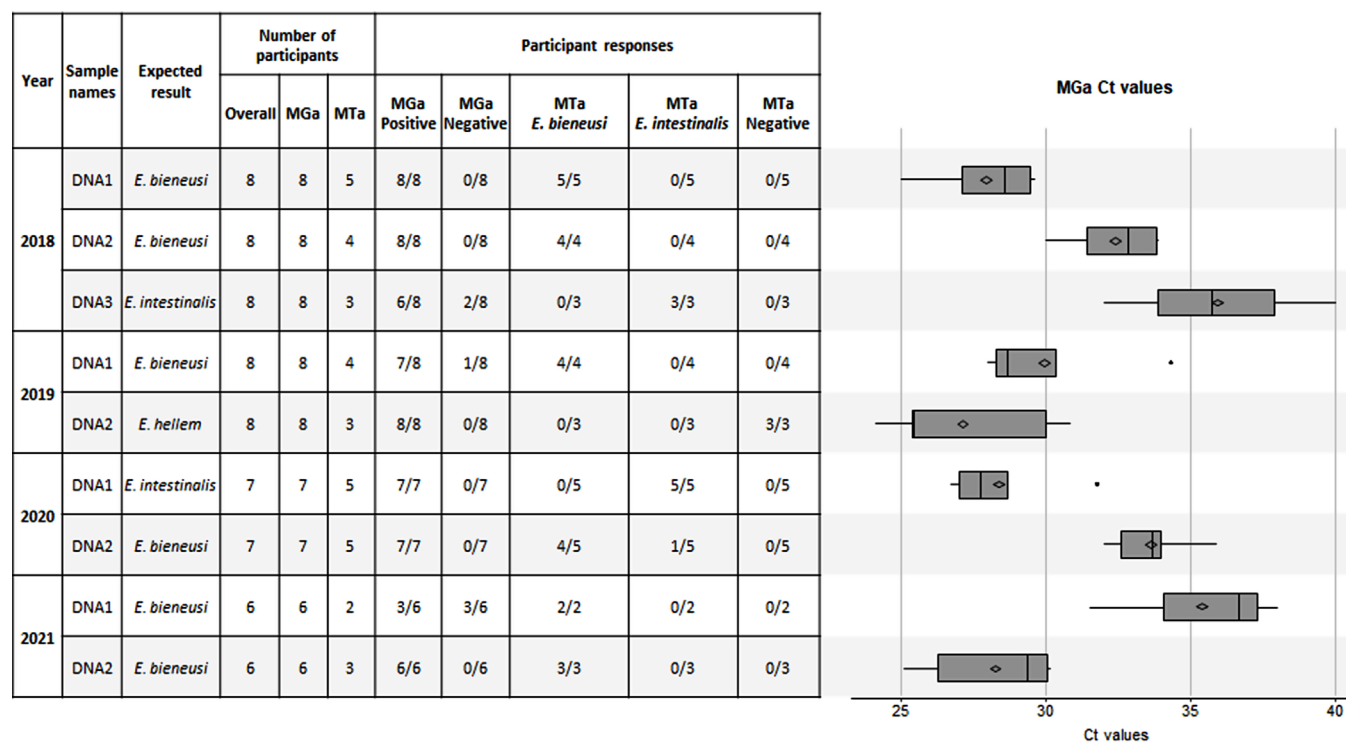 Year Sample names Expected result Number of participants Participant responses
Overall MGa MTa MGa Positive MGa Negative MTa E. bieneusi MTa E. intestinalis MTa Negative
MGa Ct values
2018 DNA1 E. bieneusi 8 8 5 8/8 0/8 5/5 0/5 0/5
DNA2 E. bieneusi 8 8 4 8/8 0/8 4/4 0/4 0/4
DNA3 E. intestinalis 8 8 3 6/8 2/8 0/3 3/3 0/3
2019 DNA1 E. bieneusi 8 8 4 7/8 1/8 4/4 0/4 0/4
DNA2 E. hellem 8 8 3 8/8 0/8 0/3 0/3 3/3
2020 DNA1 E. intestinalis 7 7 5 7/7 0/7 0/5 5/5 0/5
DNA2 E. bieneusi 7 7 5 7/7 0/7 4/5 1/5 0/5
2021 DNA1 E. bieneusi 6 6 2 3/6 3/6 2/2 0/2 0/2
DNA2 E. bieneusi 6 6 3 6/6 0/6 3/3 0/3 0/3
25 30 35 40
Ct values